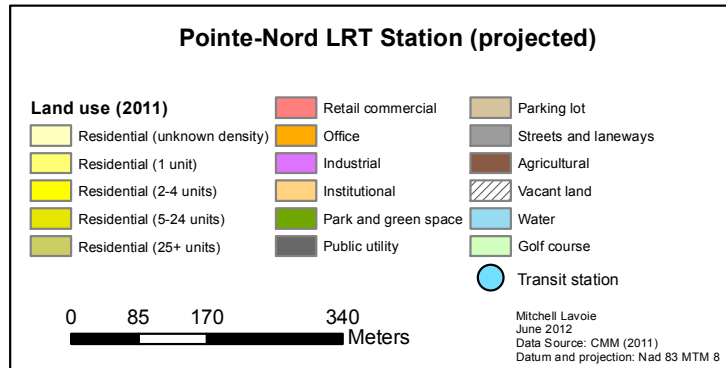 Pointe-Nord LRT Station (projected)
Land use (2011)
Residential (unknown density)
Residential (1 unit)
Residential (2-4 units)
Residential (5-24 units)
Residential (25+ units)
Retail commercial
Office
Industrial
Institutional
Park and green space
Public utility
Parking lot
Streets and laneways
Agricultural
Vacant land
Water
Golf course
Transit station
0 85 170 340
Meters
Mitchell Lavoie
June 2012
Data Source: CMM (2011)
Datum and projection: Nad 83 MTM 8